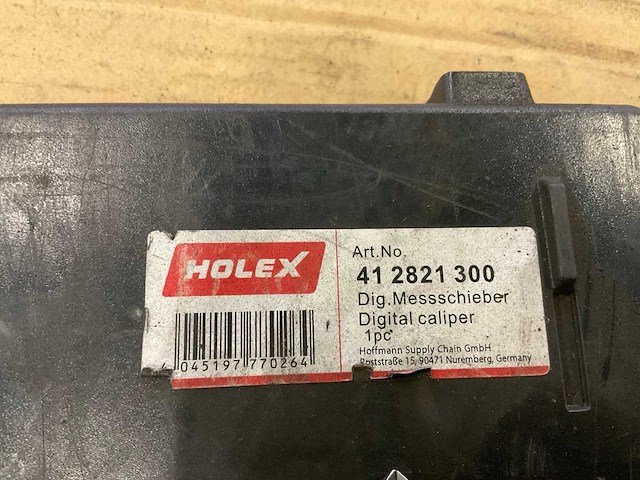 HOLEX
4 045197 770264
Art.No.
41 2821 300
Dig.Messschieber
Digital caliper
1pc
Hoffmann Supply Chain GmbH
Poststraße 15, 90471 Nuremberg, Germany